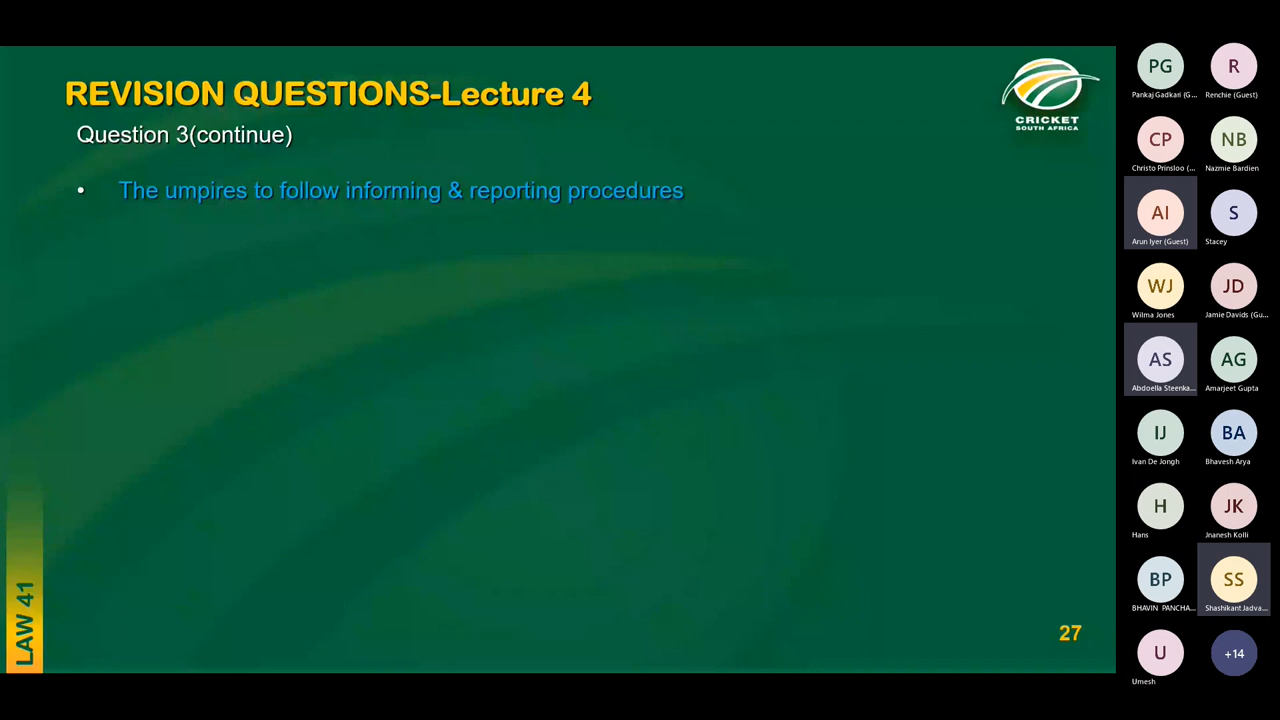 REVISION QUESTIONS-Lecture 4
CRICKET
SOUTH AFRICA
Question 3(continue)
• The umpires to follow informing & reporting procedures
LAW 41
27
PG
Pankaj Gadkari (G...
R
Renchie (Guest)
CP
Christo Prinsloo (...
NB
Nazmie Bardien
AI
Arun Iyer (Guest)
S
Stacey
WJ
Wilma Jones
JD
Jamie Davids (Gu...
AS
Abdoella Steenka...
AG
Amarjeet Gupta
IJ
Ivan De Jongh
BA
Bhavesh Arya
H
Hans
JK
Jnanesh Kolli
BP
BHAVIN PANCHA...
SS
Shashikant Jadva...
U
Umesh
+14